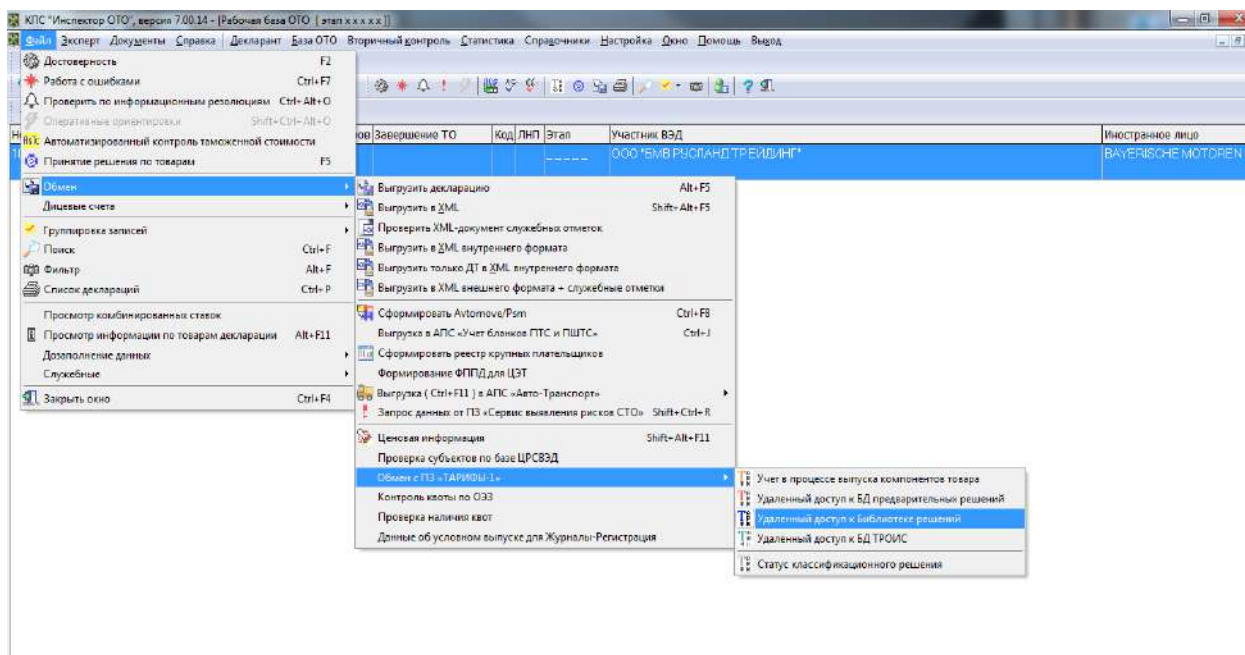 КПС "Инспектор ОТО", версия 7.00.14 - [Рабочая база ОТО [ этап x x x x x ]]
Файл Эксперт Документы Справка Декларант База ОТО Вторичный контроль Статистика Справочники Настройка Окно Помощь Выход
Достоверность F2
Работа с ошибками Ctrl+F7
Проверить по информационным резолюциям Ctrl+Alt+O
Оперативные ориентировки Shift+Ctrl+Alt+O
Автоматизированный контроль таможенной стоимости
Принятие решения по товарам F5
Обмен
Лицевые счета
Группировка записей
Поиск Ctrl+F
Фильтр Alt+F
Список деклараций Ctrl+P
Просмотр комбинированных ставок
Просмотр информации по товарам декларации Alt+F11
Дозаполнение данных
Служебные
Закрыть окно Ctrl+F4
ов Завершение ТО Код ЛНП Этап Участник ВЭД Иностранное лицо
_____ ООО "БМВ РУСЛАНД ТРЕЙДИНГ" BAYERISCHE MOTOREN
Выгрузить декларацию Alt+F5
Выгрузить в XML Shift+Alt+F5
Проверить XML-документ служебных отметок
Выгрузить в XML внутреннего формата
Выгрузить только ДТ в XML внутреннего формата
Выгрузить в XML внешнего формата + служебные отметки
Сформировать Avtomove/Psm Ctrl+F8
Выгрузка в АПС «Учет бланков ПТС и ПШТС» Ctrl+J
Сформировать реестр крупных плательщиков
Формирование ФППД для ЦЭТ
Выгрузка ( Ctrl+F11 ) в АПС «Авто-Транспорт»
Запрос данных от ПЗ «Сервис выявления рисков СТО» Shift+Ctrl+R
Ценовая информация Shift+Alt+F11
Проверка субъектов по базе ЦРСВЭД
Обмен с ПЗ «ТАРИФЫ-1»
Контроль квоты по ОЭЗ
Проверка наличия квот
Данные об условном выпуске для Журналы-Регистрация
Учет в процессе выпуска компонентов товара
Удаленный доступ к БД предварительных решений
Удаленный доступ к Библиотеке решений
Удаленный доступ к БД ТРОИС
Статус классификационного решения